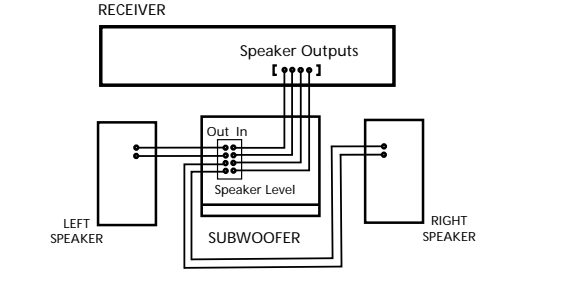 RECEIVER
Speaker Outputs
Out In
Speaker Level
LEFT
SPEAKER
SUBWOOFER
RIGHT
SPEAKER